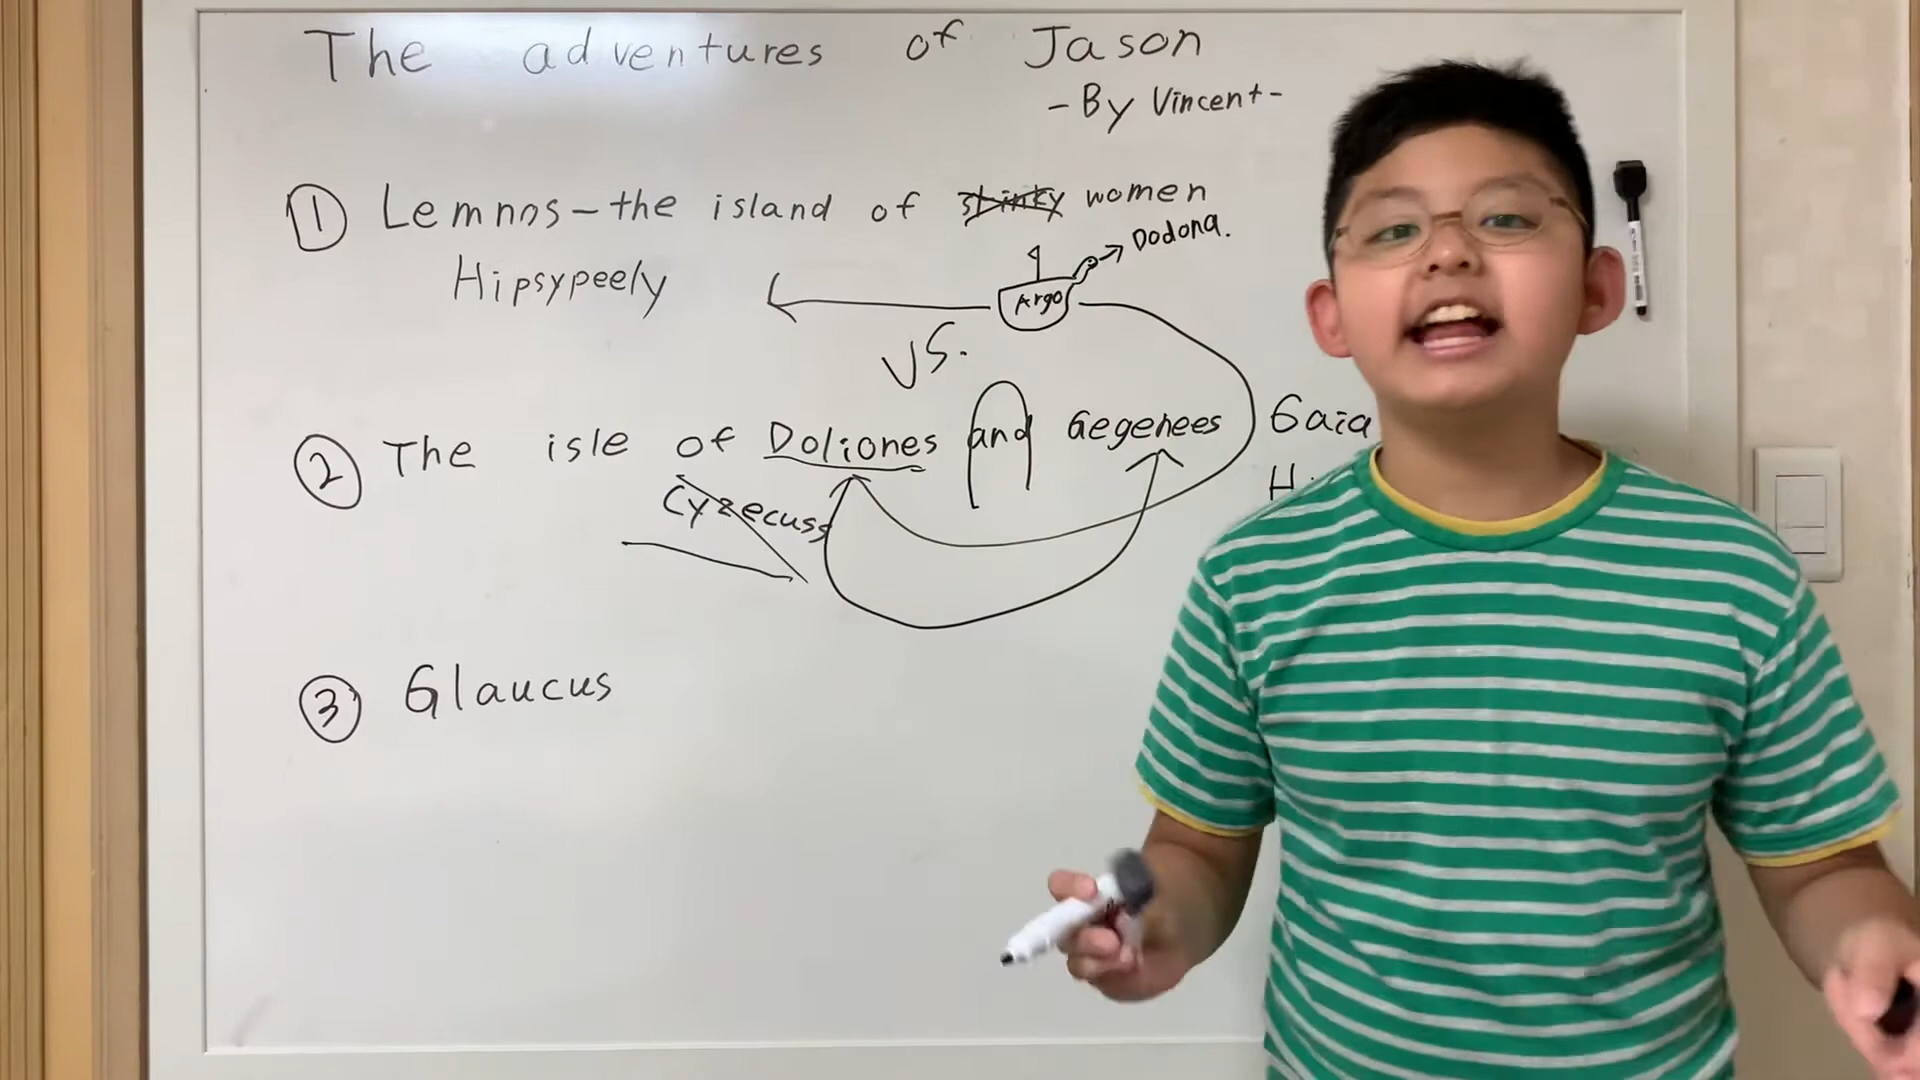 The adventures of Jason
- By Vincent -
① Lemnos - the island of stinky women
Dodona.
Hipsypeely
Argo
VS.
② The isle of Doliones and Gegenees
Gaia
Cyzecuss
H
③ Glaucus